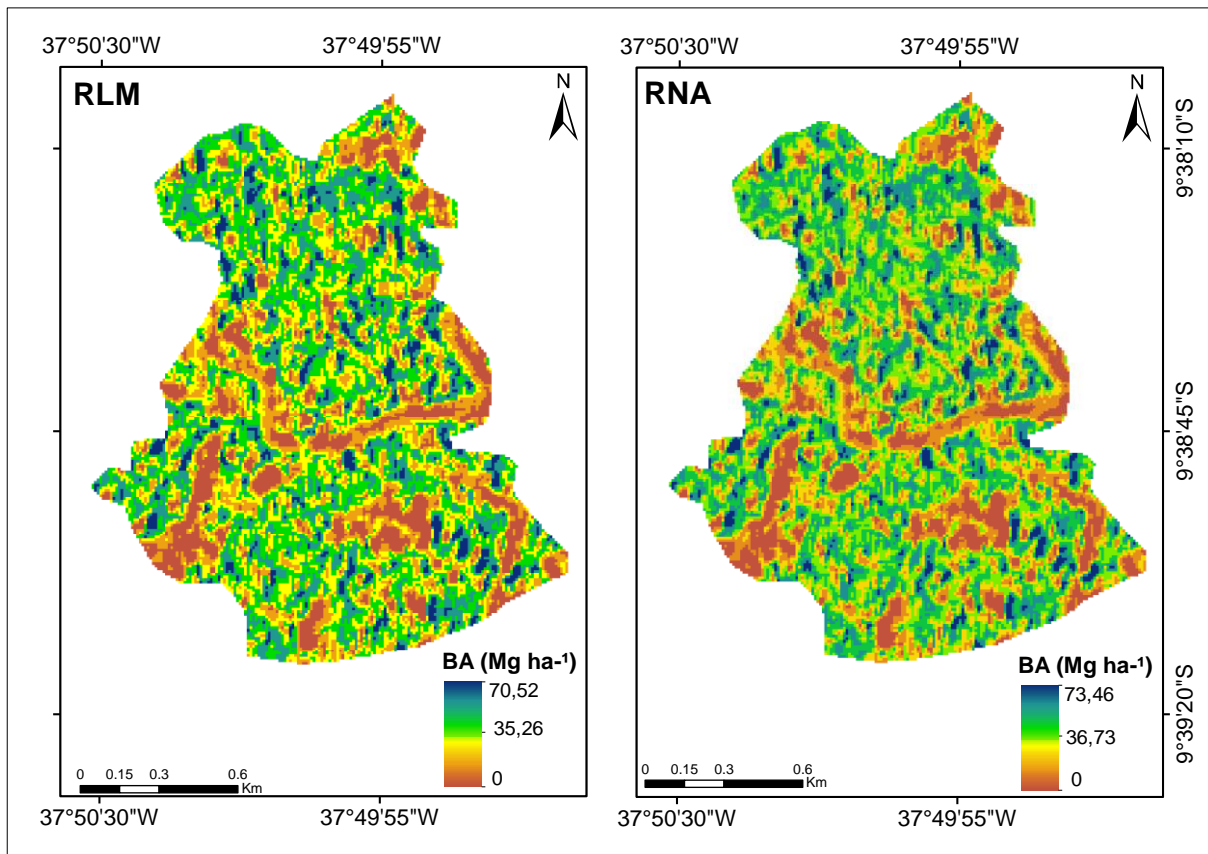 37°50'30"W 37°49'55"W 37°50'30"W 37°49'55"W
RLM
N
RNA
N
9°38'10"S
9°38'45"S
9°39'20"S
BA (Mg ha-¹)
70,52
35,26
0
0 0.15 0.3 0.6
Km
BA (Mg ha-¹)
73,46
36,73
0
0 0.15 0.3 0.6
Km
37°50'30"W 37°49'55"W 37°50'30"W 37°49'55"W